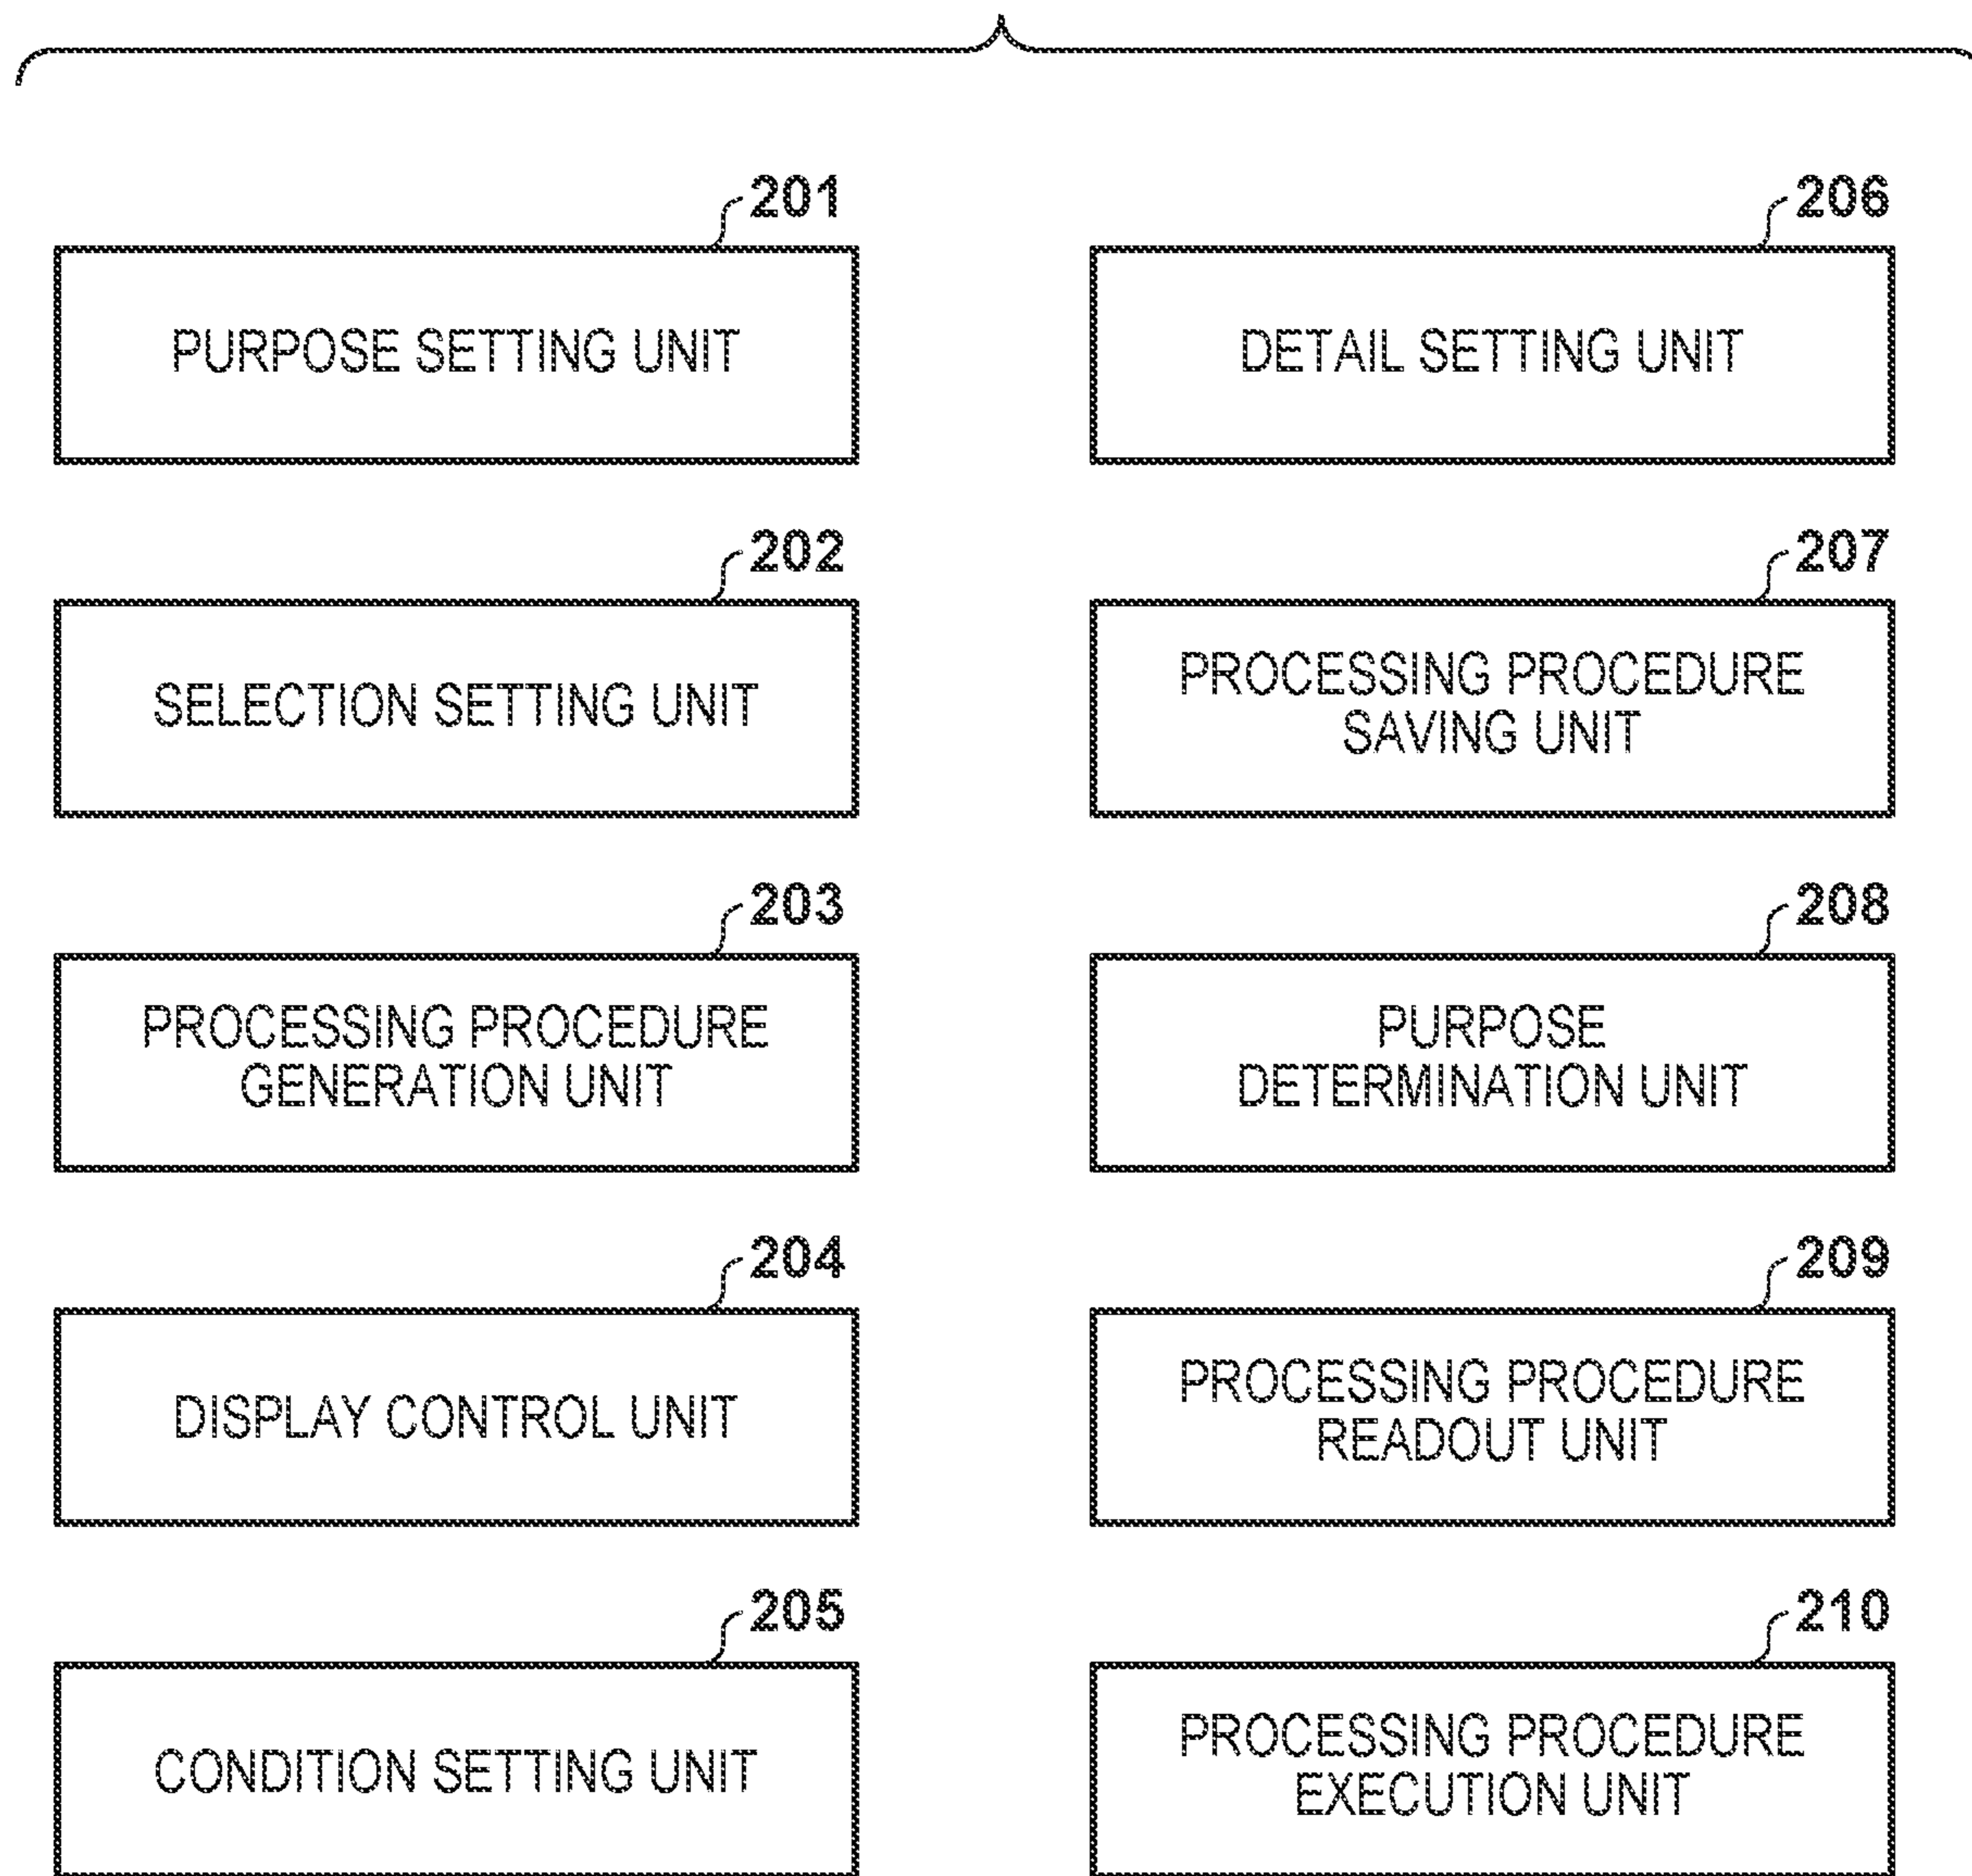 201
PURPOSE SETTING UNIT
202
SELECTION SETTING UNIT
203
PROCESSING PROCEDURE
GENERATION UNIT
204
DISPLAY CONTROL UNIT
205
CONDITION SETTING UNIT
206
DETAIL SETTING UNIT
207
PROCESSING PROCEDURE
SAVING UNIT
208
PURPOSE
DETERMINATION UNIT
209
PROCESSING PROCEDURE
READOUT UNIT
210
PROCESSING PROCEDURE
EXECUTION UNIT